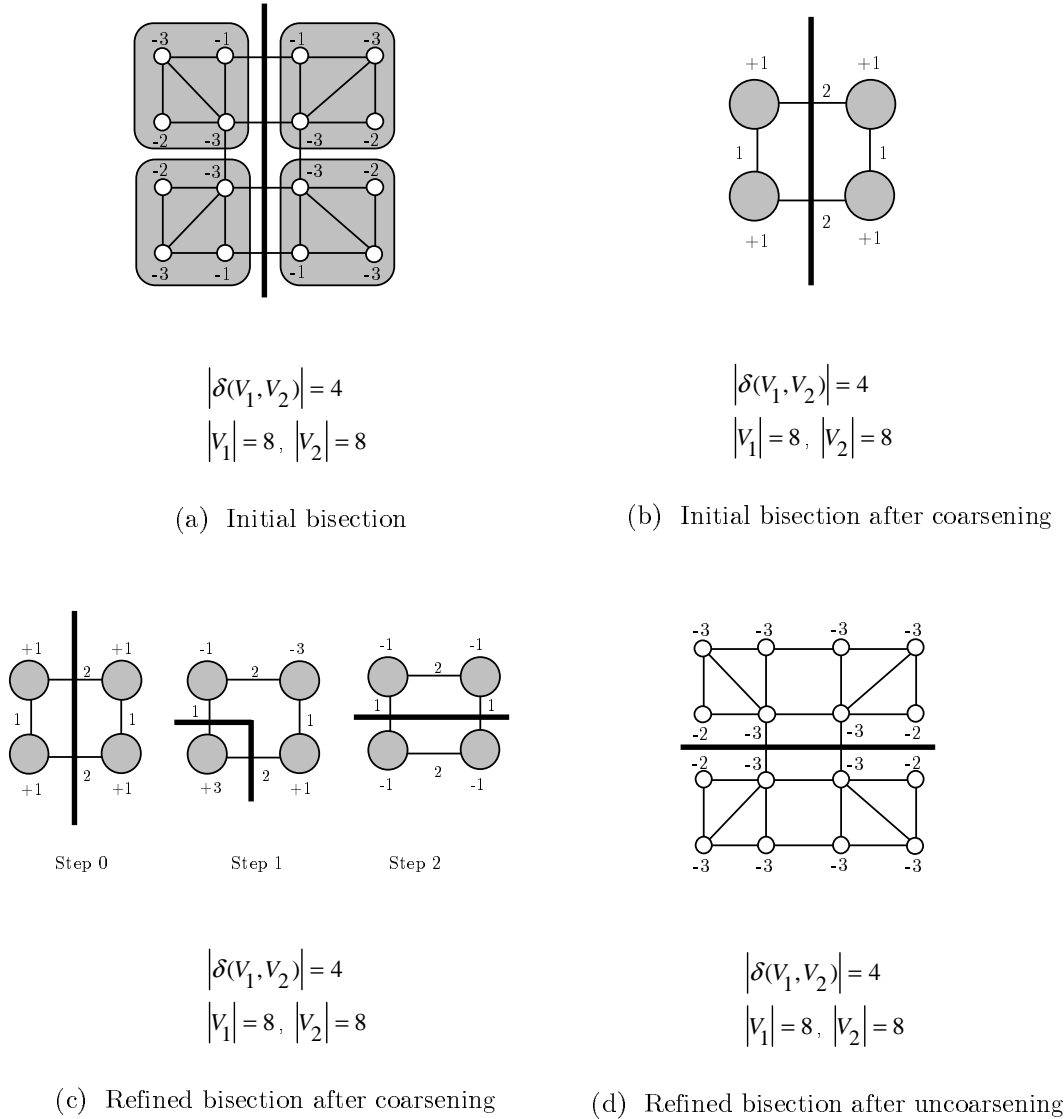 -3 -1 -1 -3
-2 -3 -3 -2
-2 -3 -3 -2
-3 -1 -1 -3
|δ(V₁,V₂)| = 4
|V₁| = 8 , |V₂| = 8
(a) Initial bisection
+1 +1
2
1 1
2
+1 +1
|δ(V₁,V₂)| = 4
|V₁| = 8 , |V₂| = 8
(b) Initial bisection after coarsening
+1 +1
2
1 1
2
+1 +1
Step 0
-1 -3
2
1 1
2
+3 +1
Step 1
-1 -1
2
1 1
2
-1 -1
Step 2
|δ(V₁,V₂)| = 4
|V₁| = 8 , |V₂| = 8
(c) Refined bisection after coarsening
-3 -3 -3 -3
-2 -3 -3 -2
-2 -3 -3 -2
-3 -3 -3 -3
|δ(V₁,V₂)| = 4
|V₁| = 8 , |V₂| = 8
(d) Refined bisection after uncoarsening